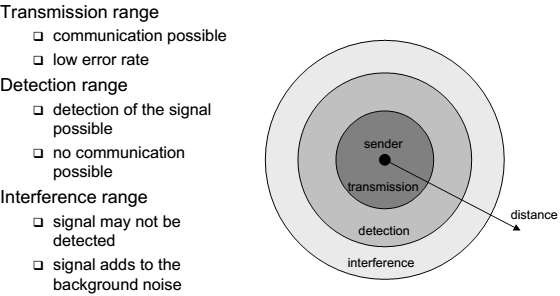 Transmission range
❑ communication possible
❑ low error rate
Detection range
❑ detection of the signal
possible
❑ no communication
possible
Interference range
❑ signal may not be
detected
❑ signal adds to the
background noise
sender
transmission
distance
detection
interference